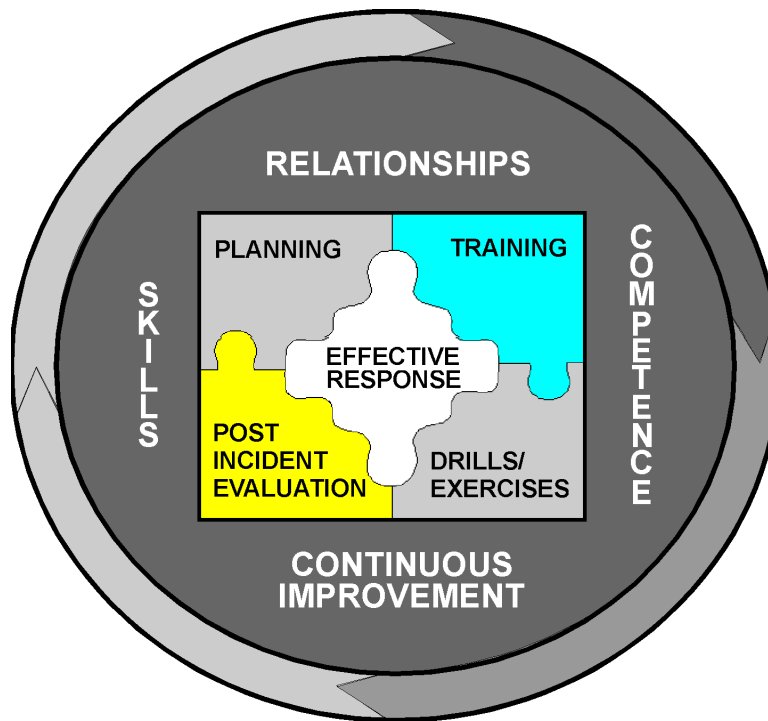 RELATIONSHIPS
PLANNING
TRAINING
SKILLS
COMPETENCE
EFFECTIVE
RESPONSE
POST
INCIDENT
EVALUATION
DRILLS/
EXERCISES
CONTINUOUS
IMPROVEMENT